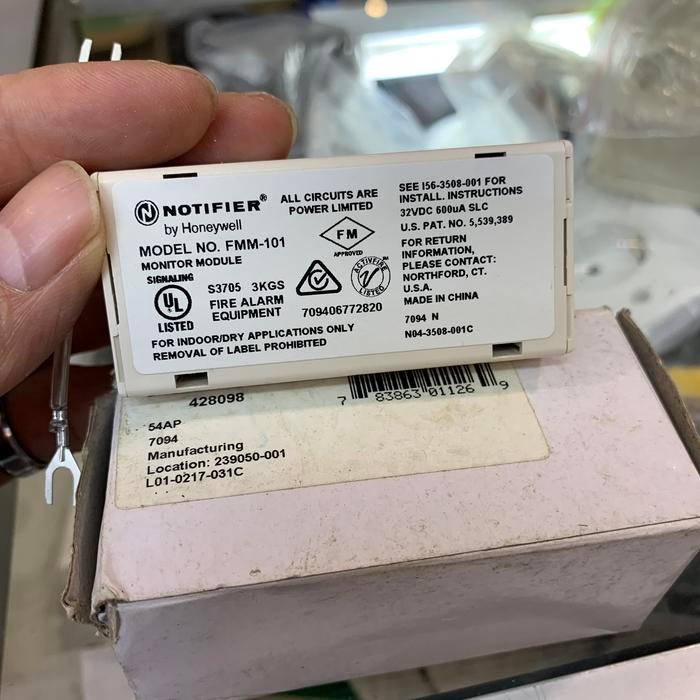 NOTIFIER®
by Honeywell
MODEL NO. FMM-101
MONITOR MODULE
SIGNALING
UL
LISTED
S3705 3KGS
FIRE ALARM
EQUIPMENT
FOR INDOOR/DRY APPLICATIONS ONLY
REMOVAL OF LABEL PROHIBITED
ALL CIRCUITS ARE
POWER LIMITED
FM
APPROVED
ACTIVFIRE
LISTED
709406772820
SEE I56-3508-001 FOR
INSTALL. INSTRUCTIONS
32VDC 600uA SLC
U.S. PAT. NO. 5,539,389
FOR RETURN
INFORMATION,
PLEASE CONTACT:
NORTHFORD, CT.
U.S.A.
MADE IN CHINA
7094 N
N04-3508-001C
428098
7 83863 01126 9
54AP
7094
Manufacturing
Location: 239050-001
L01-0217-031C